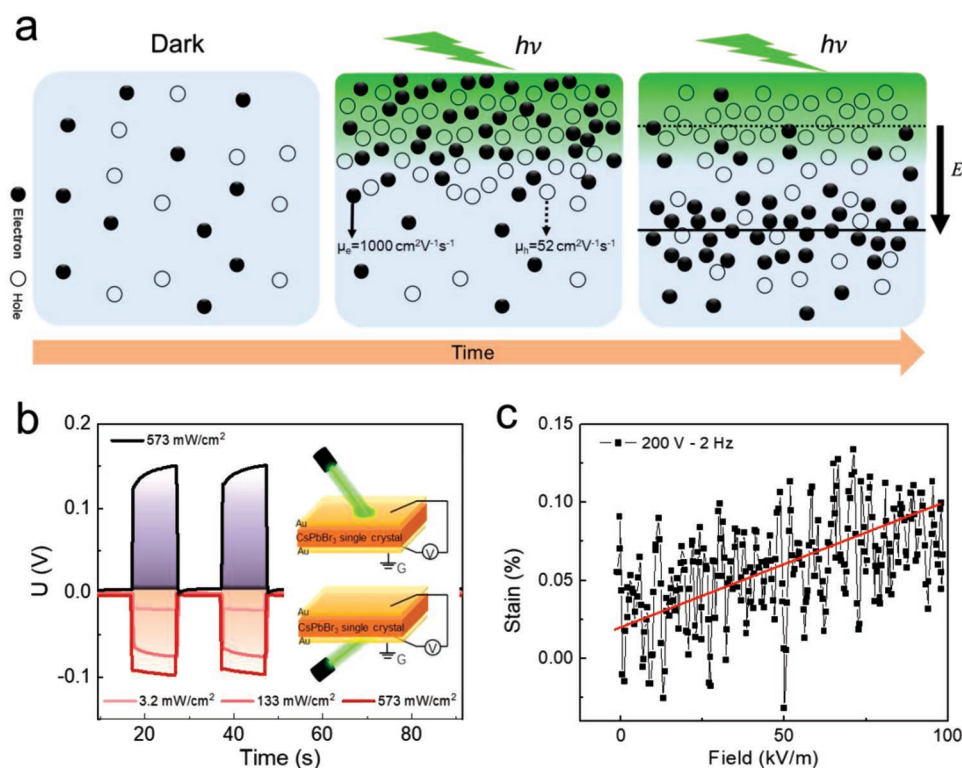 a
Dark
hν
hν
Electron
Hole
μe=1000 cm²V⁻¹s⁻¹
μh=52 cm²V⁻¹s⁻¹
E
Time
b
U (V)
0.2
0.1
0.0
-0.1
573 mW/cm²
Au
CsPbBr₃ single crystal
Au
G
V
Au
CsPbBr₃ single crystal
Au
G
V
3.2 mW/cm²
133 mW/cm²
573 mW/cm²
20
40
60
80
Time (s)
c
Stain (%)
0.15
0.10
0.05
0.00
200 V - 2 Hz
0
50
100
Field (kV/m)